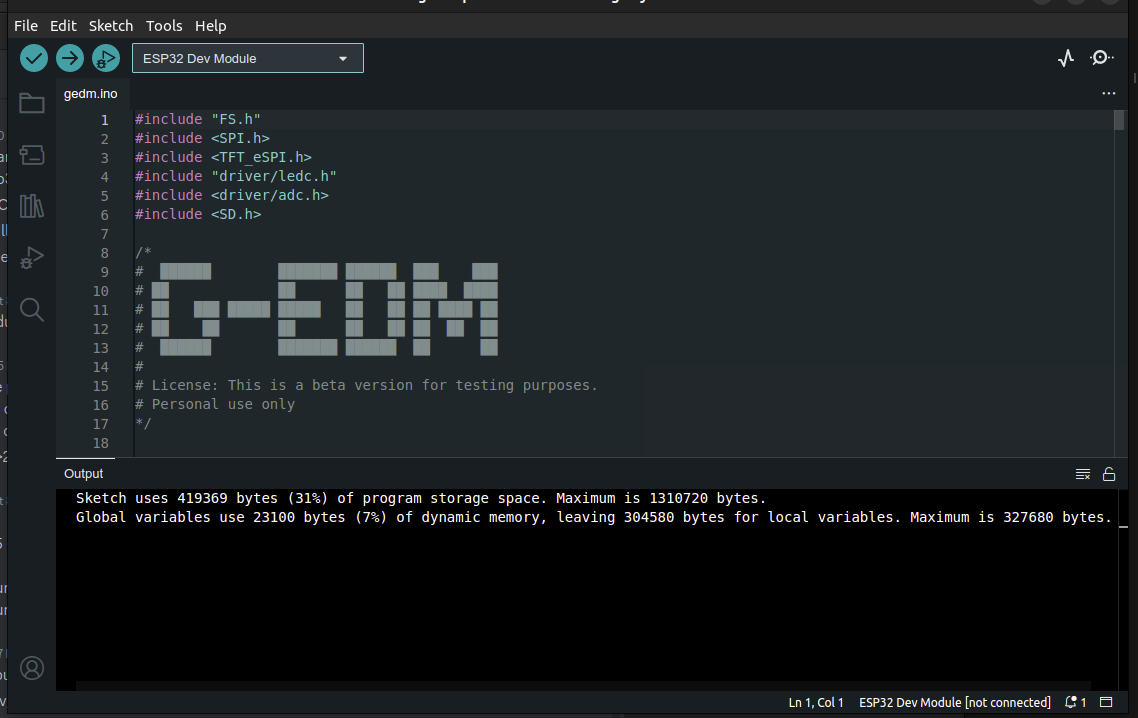 File Edit Sketch Tools Help
ESP32 Dev Module
gedm.ino
...
1 #include "FS.h"
2 #include <SPI.h>
3 #include <TFT_eSPI.h>
4 #include "driver/ledc.h"
5 #include <driver/adc.h>
6 #include <SD.h>
7
8 /*
9 #
10 #
11 # G-EDM
12 #
13 #
14 #
15 # License: This is a beta version for testing purposes.
16 # Personal use only
17 */
18
Output
Sketch uses 419369 bytes (31%) of program storage space. Maximum is 1310720 bytes.
Global variables use 23100 bytes (7%) of dynamic memory, leaving 304580 bytes for local variables. Maximum is 327680 bytes.
Ln 1, Col 1 ESP32 Dev Module [not connected] 1